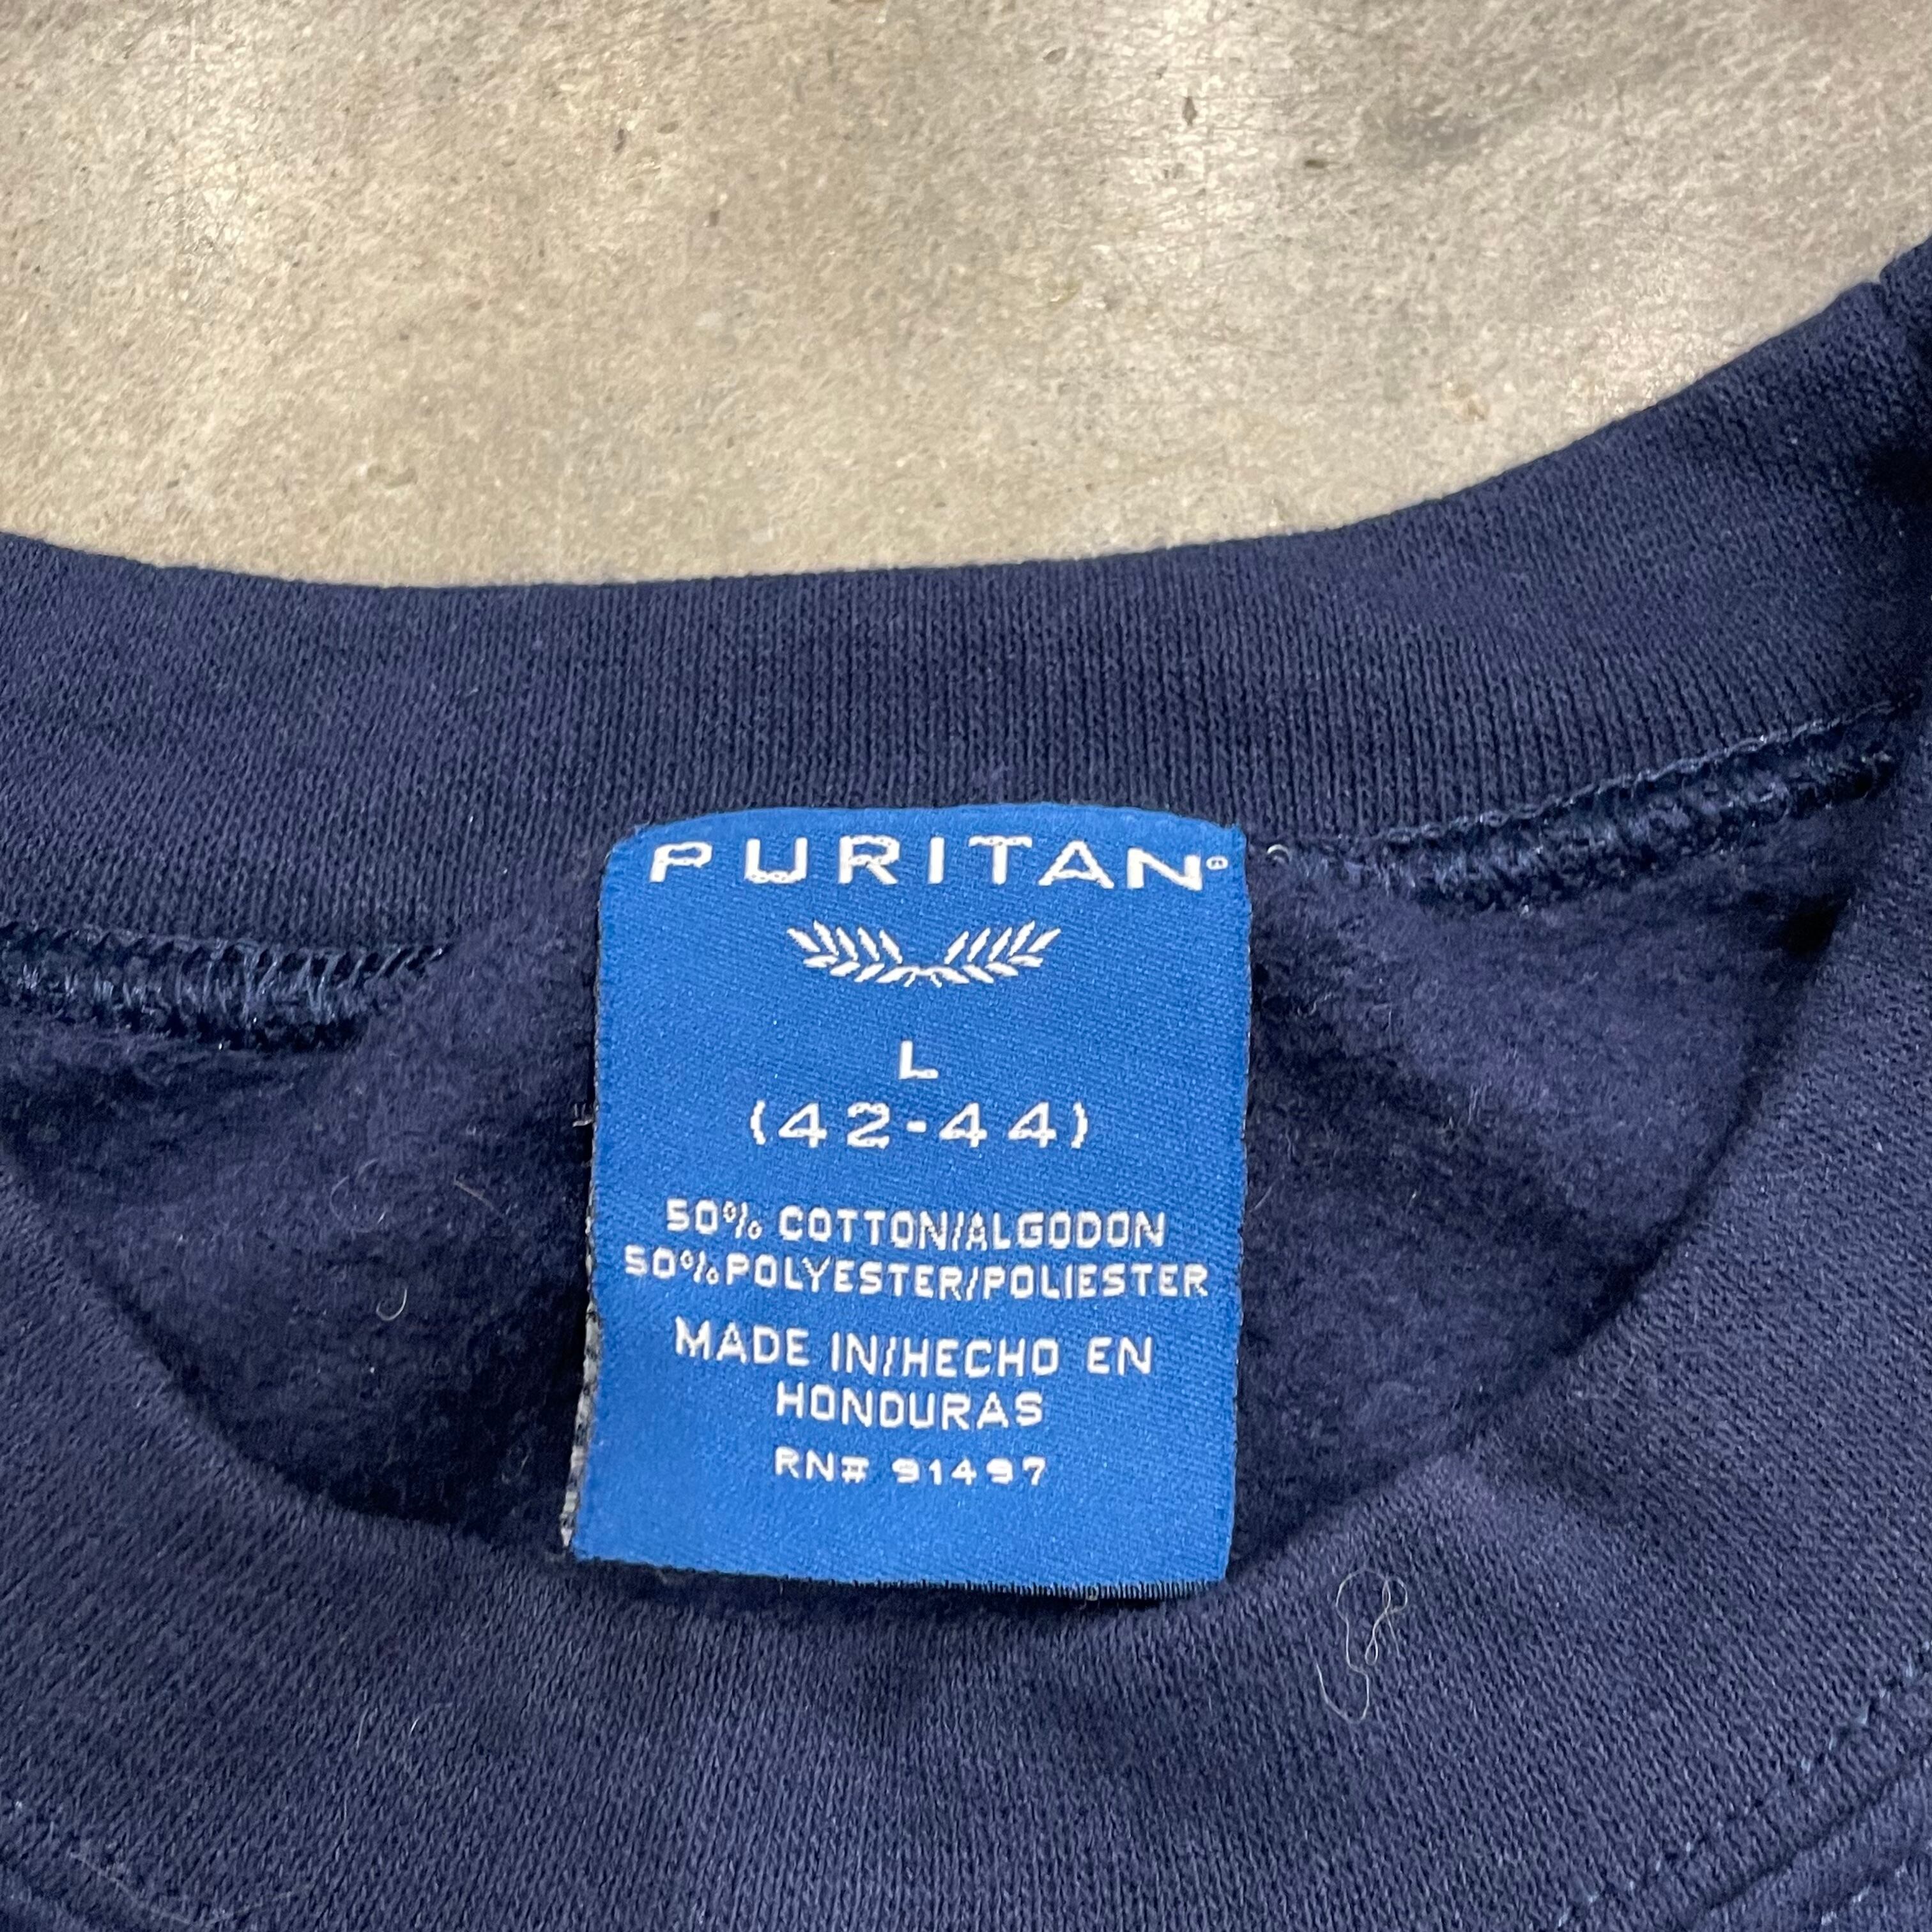 PURITAN®
L
(42-44)
50% COTTON/ALGODON
50% POLYESTER/POLIESTER
MADE IN/HECHO EN
HONDURAS
RN# 91497